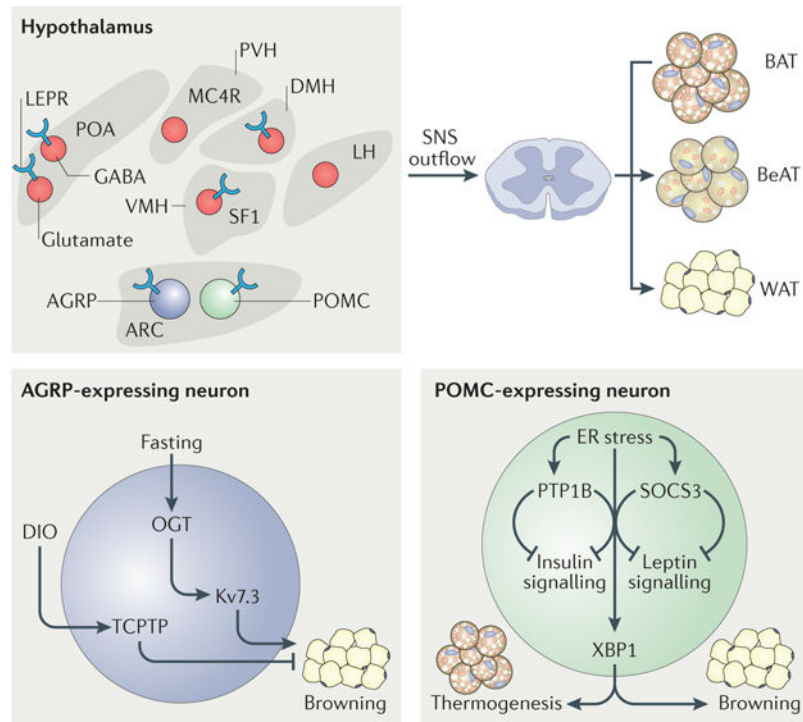 Hypothalamus
PVH
BAT
LEPR
MC4R
DMH
POA
SNS
outflow
LH
GABA
BeAT
VMH
SF1
Glutamate
AGRP
POMC
WAT
ARC
AGRP-expressing neuron
Fasting
OGT
DIO
Kv7.3
TCPTP
Browning
POMC-expressing neuron
ER stress
PTP1B
SOCS3
Insulin
signalling
Leptin
signalling
XBP1
Thermogenesis
Browning